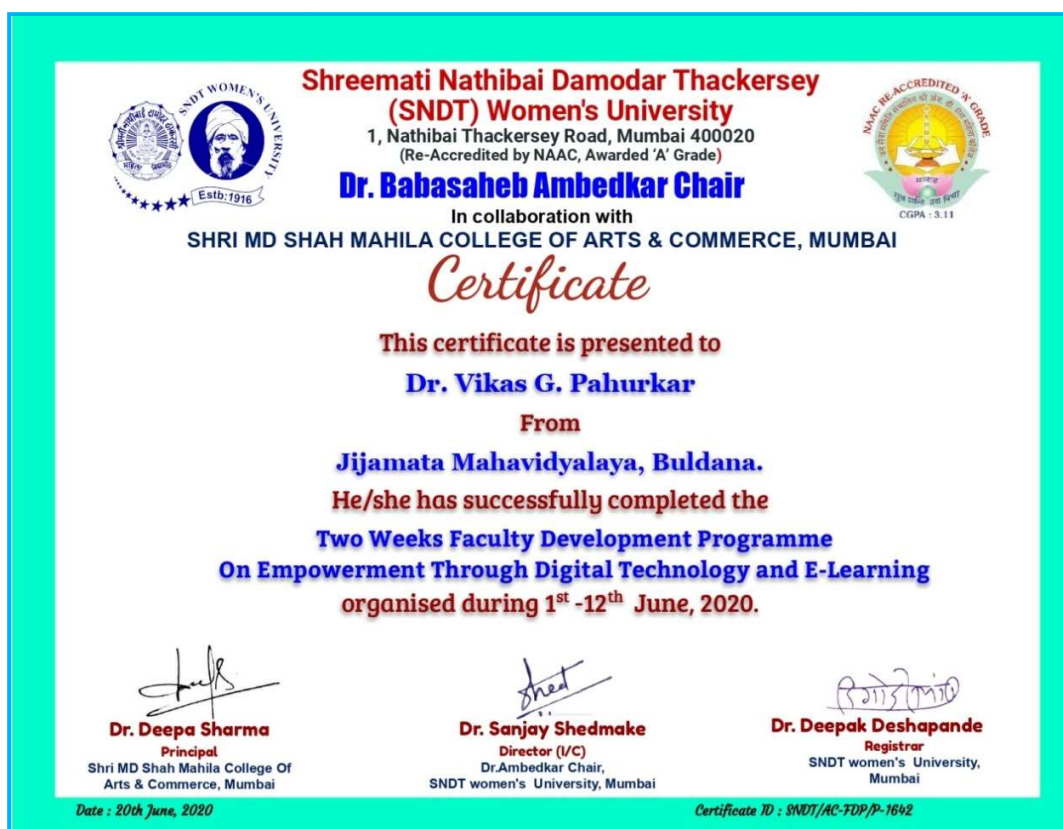 SNDT WOMEN'S UNIVERSITY
Estb:1916
Shreemati Nathibai Damodar Thackersey
(SNDT) Women's University
1, Nathibai Thackersey Road, Mumbai 400020
(Re-Accredited by NAAC, Awarded ‘A’ Grade)
Dr. Babasaheb Ambedkar Chair
In collaboration with
SHRI MD SHAH MAHILA COLLEGE OF ARTS & COMMERCE, MUMBAI
NAAC RE-ACCREDITED 'A' GRADE
मालाड
CGPA : 3.11
Certificate
This certificate is presented to
Dr. Vikas G. Pahurkar
From
Jijamata Mahavidyalaya, Buldana.
He/she has successfully completed the
Two Weeks Faculty Development Programme
On Empowerment Through Digital Technology and E-Learning
organised during 1st -12th June, 2020.
Dr. Deepa Sharma
Principal
Shri MD Shah Mahila College Of
Arts & Commerce, Mumbai
Dr. Sanjay Shedmake
Director (I/C)
Dr.Ambedkar Chair,
SNDT women's University, Mumbai
Dr. Deepak Deshapande
Registrar
SNDT women's University,
Mumbai
Date : 20th June, 2020
Certificate ID : SNDT/AC-FDP/P-1642